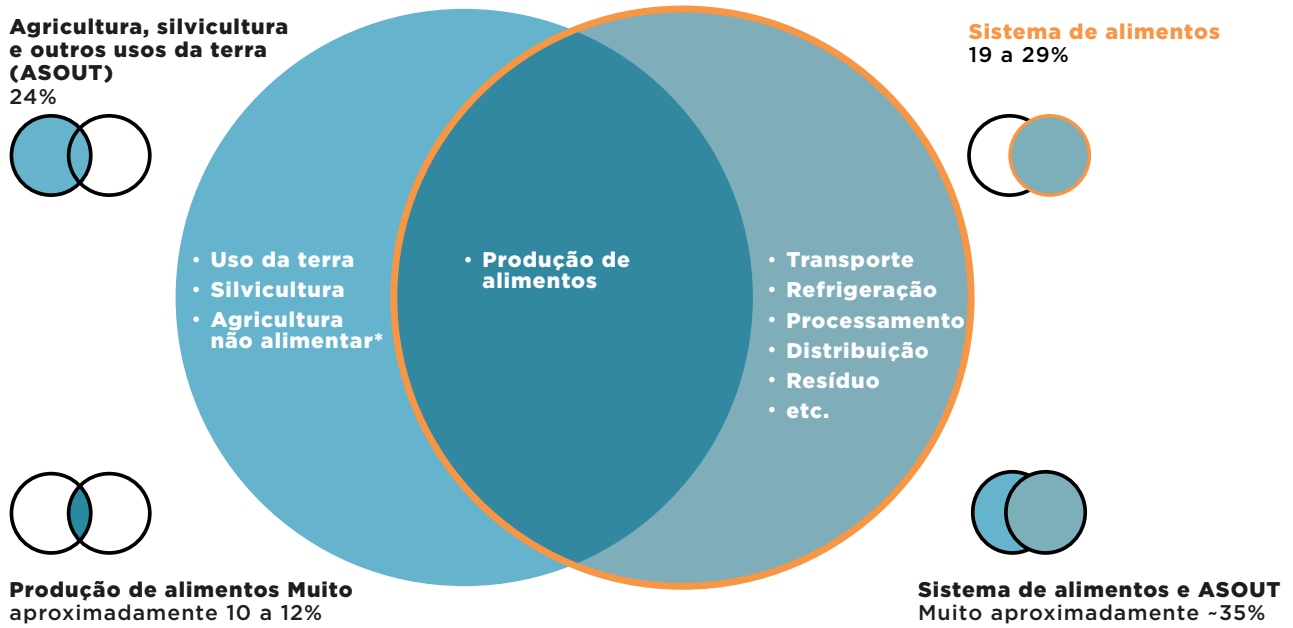 Agricultura, silvicultura
e outros usos da terra
(ASOUT)
24%
Sistema de alimentos
19 a 29%
• Uso da terra
• Silvicultura
• Agricultura
não alimentar*
• Produção de
alimentos
• Transporte
• Refrigeração
• Processamento
• Distribuição
• Resíduo
• etc.
Produção de alimentos Muito
aproximadamente 10 a 12%
Sistema de alimentos e ASOUT
Muito aproximadamente ~35%